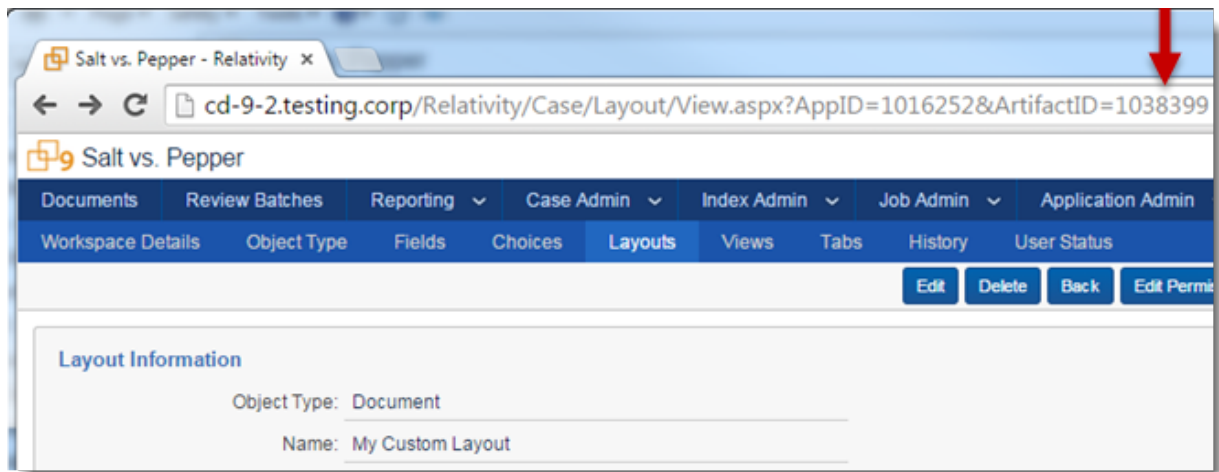 Salt vs. Pepper - Relativity ×
cd-9-2.testing.corp/Relativity/Case/Layout/View.aspx?AppID=1016252&ArtifactID=1038399
9 Salt vs. Pepper
Documents Review Batches Reporting Case Admin Index Admin Job Admin Application Admin
Workspace Details Object Type Fields Choices Layouts Views Tabs History User Status
Edit Delete Back Edit Permis
Layout Information
Object Type: Document
Name: My Custom Layout